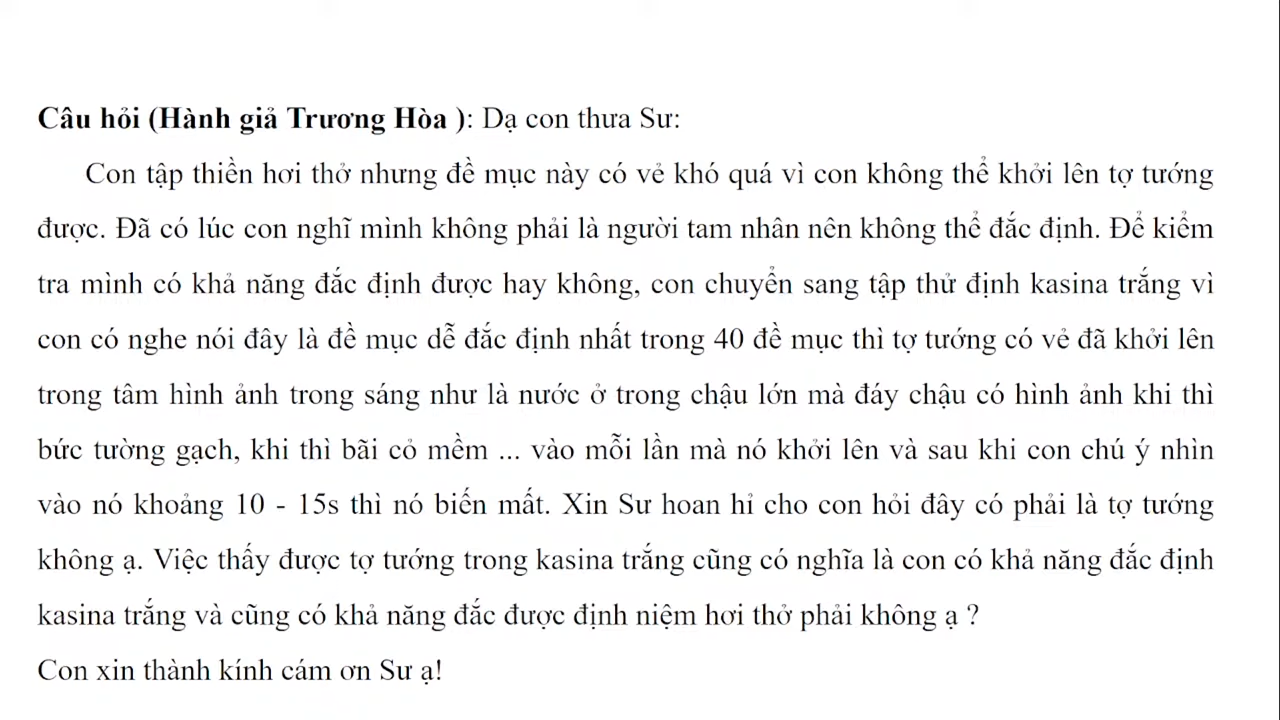 Câu hỏi (Hành giả Trương Hòa ): Dạ con thưa Sư:
Con tập thiền hơi thở nhưng đề mục này có vẻ khó quá vì con không thể khởi lên tợ tướng
được. Đã có lúc con nghĩ mình không phải là người tam nhân nên không thể đắc định. Để kiểm
tra mình có khả năng đắc định được hay không, con chuyển sang tập thử định kasina trắng vì
con có nghe nói đây là đề mục dễ đắc định nhất trong 40 đề mục thì tợ tướng có vẻ đã khởi lên
trong tâm hình ảnh trong sáng như là nước ở trong chậu lớn mà đáy chậu có hình ảnh khi thì
bức tường gạch, khi thì bãi cỏ mềm ... vào mỗi lần mà nó khởi lên và sau khi con chú ý nhìn
vào nó khoảng 10 - 15s thì nó biến mất. Xin Sư hoan hỉ cho con hỏi đây có phải là tợ tướng
không ạ. Việc thấy được tợ tướng trong kasina trắng cũng có nghĩa là con có khả năng đắc định
kasina trắng và cũng có khả năng đắc được định niệm hơi thở phải không ạ ?
Con xin thành kính cám ơn Sư ạ!